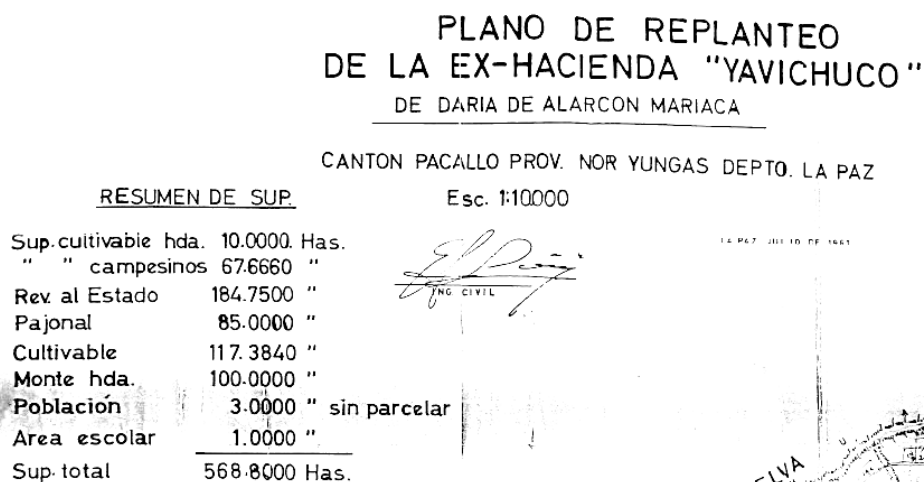 PLANO DE REPLANTEO
DE LA EX-HACIENDA "YAVICHUCO"
DE DARIA DE ALARCON MARIACA
CANTON PACALLO PROV. NOR YUNGAS DEPTO. LA PAZ
Esc. 1:10000
LA PAZ JULIO DE 1961
ING CIVIL
RESUMEN DE SUP.
Sup. cultivable hda. 10.0000. Has.
" " campesinos 67.6660 "
Rev. al Estado 184.7500 "
Pajonal 85.0000 "
Cultivable 117.3840 "
Monte hda. 100.0000 "
Población 3.0000 " sin parcelar
Area escolar 1.0000 "
Sup. total 568.8000 Has.